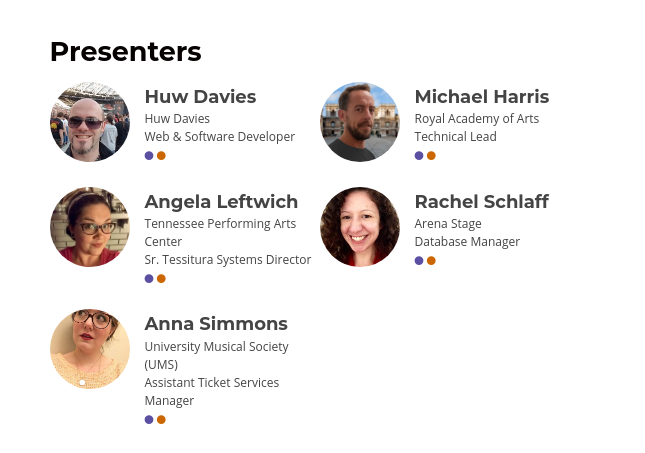 Presenters
Huw Davies
Huw Davies
Web & Software Developer
Michael Harris
Royal Academy of Arts
Technical Lead
Angela Leftwich
Tennessee Performing Arts
Center
Sr. Tessitura Systems Director
Rachel Schlaff
Arena Stage
Database Manager
Anna Simmons
University Musical Society
(UMS)
Assistant Ticket Services
Manager